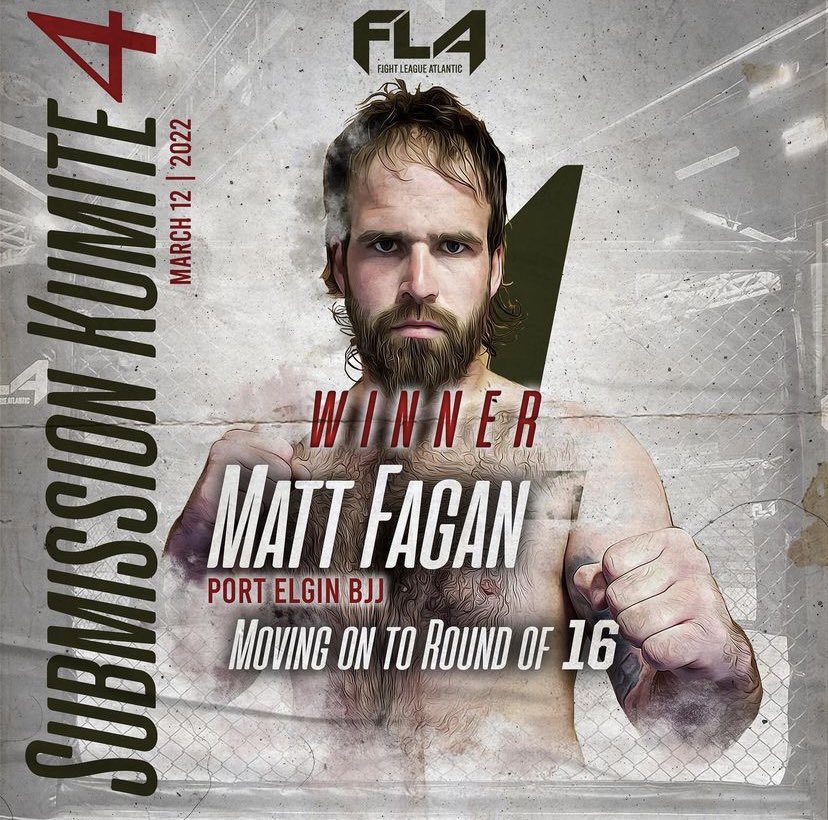 FLA
FIGHT LEAGUE ATLANTIC
SUBMISSION KUMITE 4
MARCH 12 | 2022
WINNER
MATT FAGAN
PORT ELGIN BJJ
MOVING ON TO ROUND OF 16
FLA